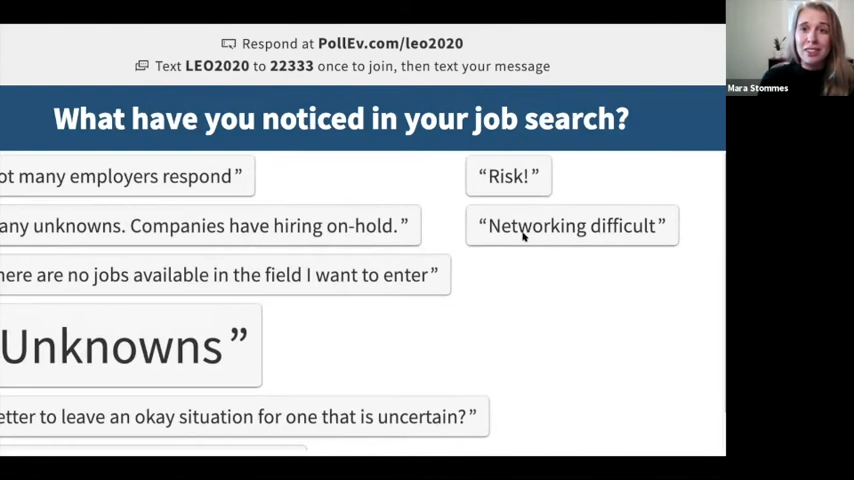 Respond at PollEv.com/leo2020
Text LEO2020 to 22333 once to join, then text your message
Mara Stommes
What have you noticed in your job search?
ot many employers respond”
“Risk!”
any unknowns. Companies have hiring on-hold.”
“Networking difficult”
here are no jobs available in the field I want to enter”
Unknowns”
etter to leave an okay situation for one that is uncertain?”